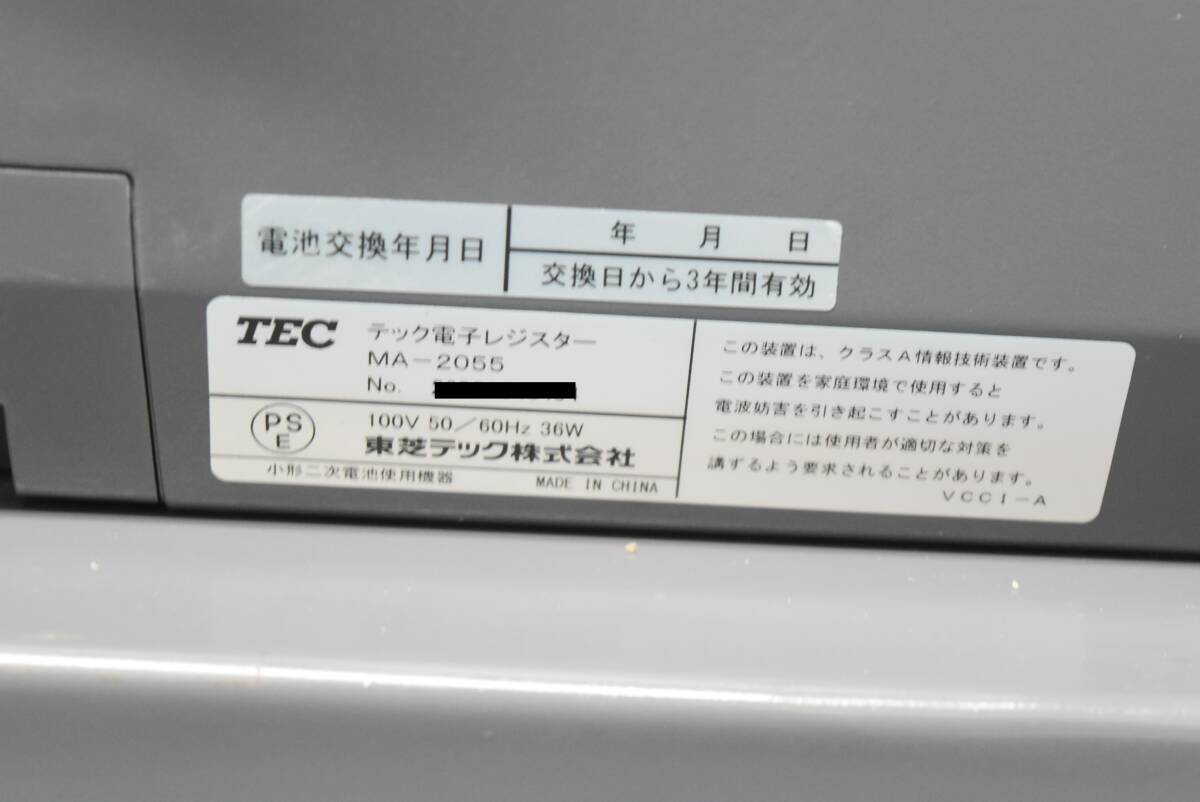 電池交換年月日
年 月 日
交換日から3年間有効
TEC
テック電子レジスター
MA-2055
No.
PS
E
100V 50/60Hz 36W
東芝テック株式会社
小形二次電池使用機器
MADE IN CHINA
この装置は、クラスA情報技術装置です。
この装置を家庭環境で使用すると
電波妨害を引き起こすことがあります。
この場合には使用者が適切な対策を
講ずるよう要求されることがあります。
VCCI-A